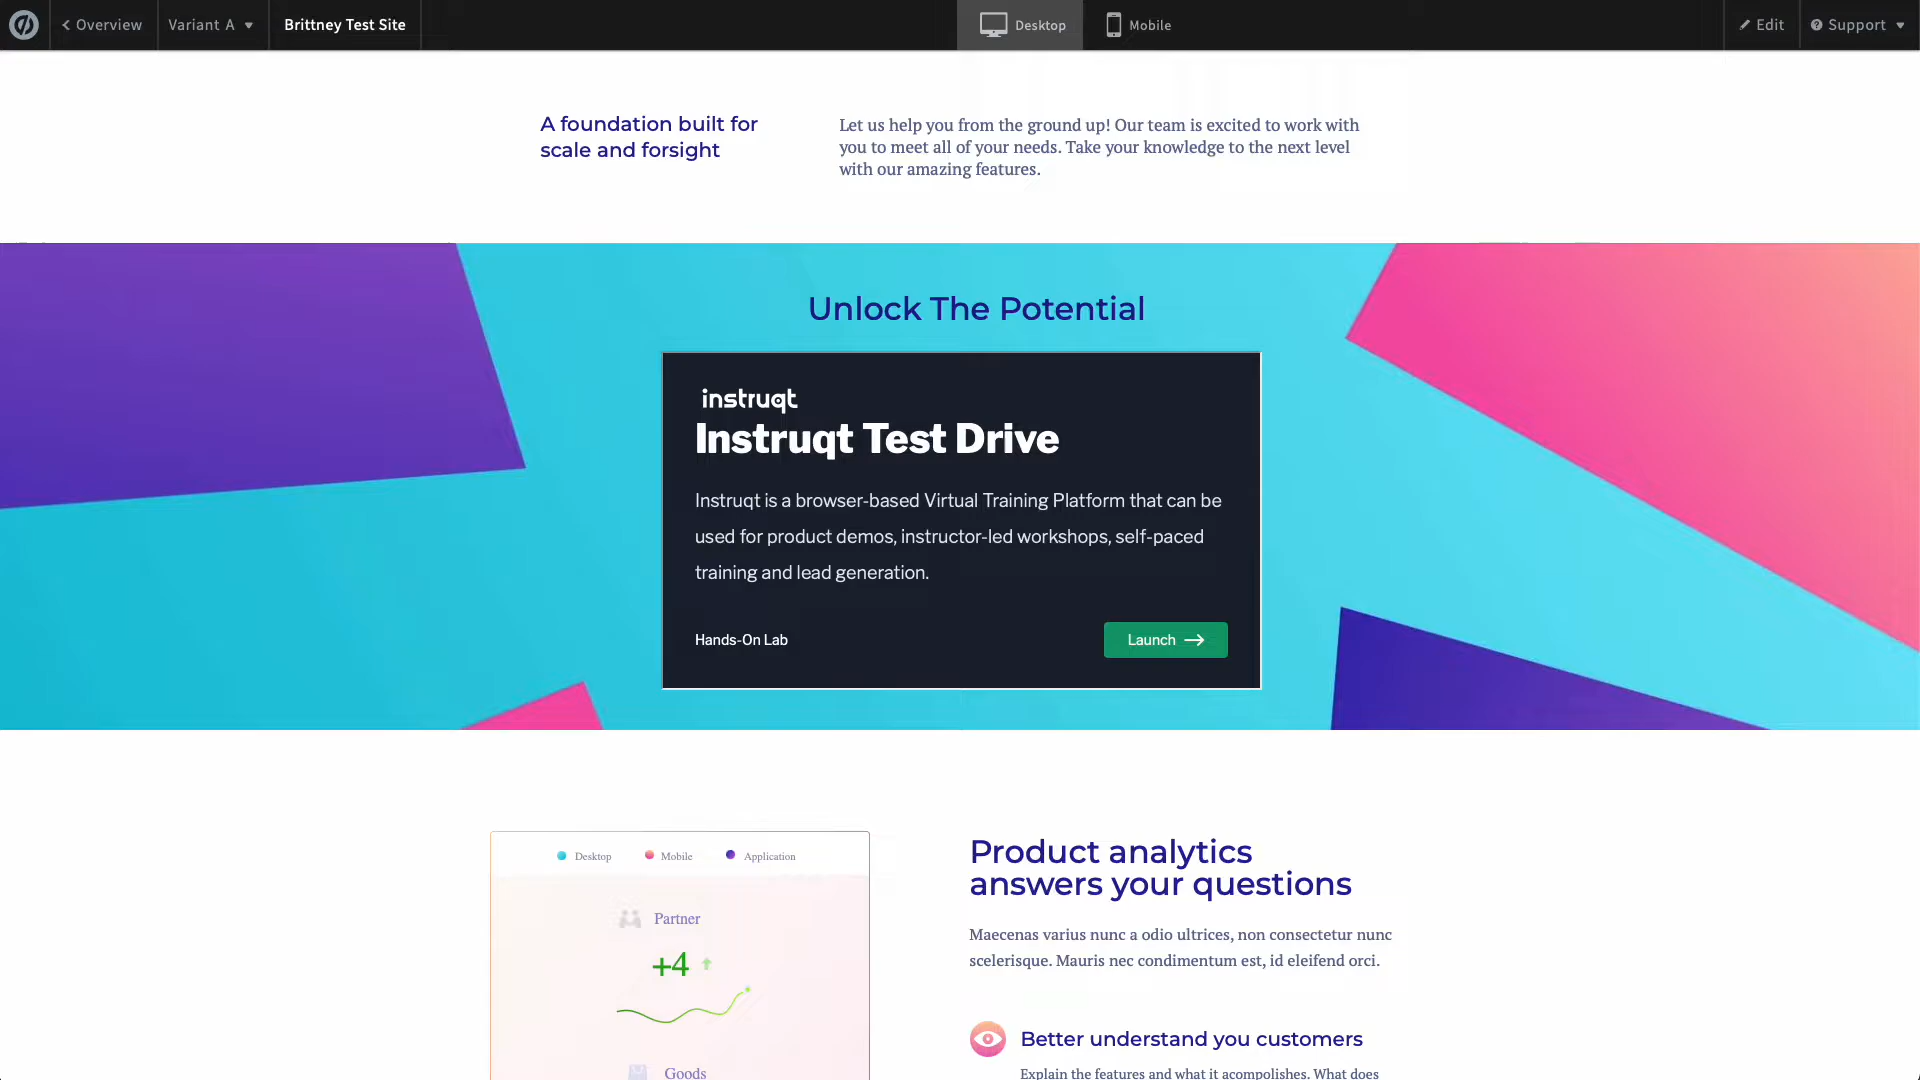 Overview
Variant A
Brittney Test Site
Desktop
Mobile
Edit
Support
A foundation built for
scale and forsight
Let us help you from the ground up! Our team is excited to work with
you to meet all of your needs. Take your knowledge to the next level
with our amazing features.
Unlock The Potential
instruqt
Instruqt Test Drive
Instruqt is a browser-based Virtual Training Platform that can be
used for product demos, instructor-led workshops, self-paced
training and lead generation.
Hands-On Lab
Launch
Desktop
Mobile
Application
Partner
+4
Goods
Product analytics
answers your questions
Maecenas varius nunc a odio ultrices, non consectetur nunc
scelerisque. Mauris nec condimentum est, id eleifend orci.
Better understand you customers
Explain the features and what it acompolishes. What does